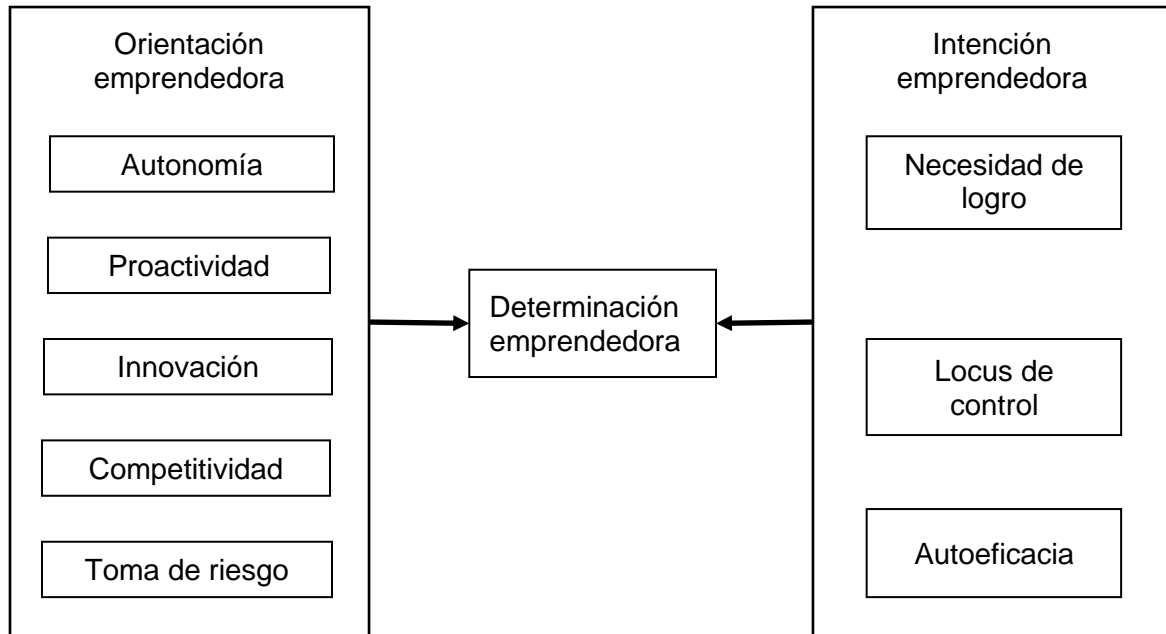 Orientación
emprendedora
Autonomía
Proactividad
Innovación
Competitividad
Toma de riesgo
Determinación
emprendedora
Intención
emprendedora
Necesidad de
logro
Locus de
control
Autoeficacia